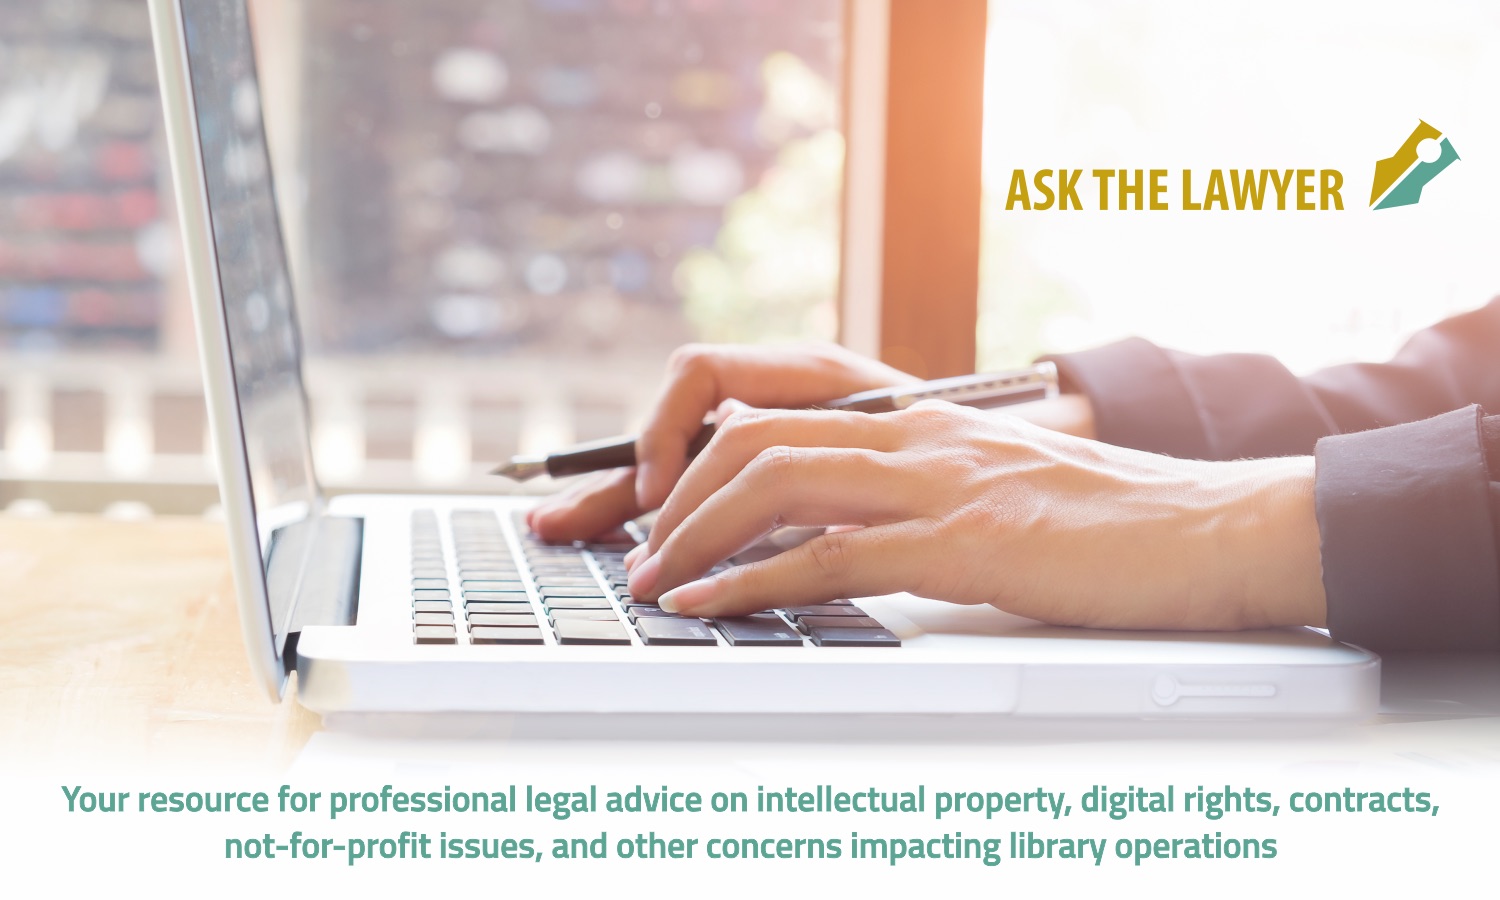 ASK THE LAWYER
Your resource for professional legal advice on intellectual property, digital rights, contracts,
not-for-profit issues, and other concerns impacting library operations